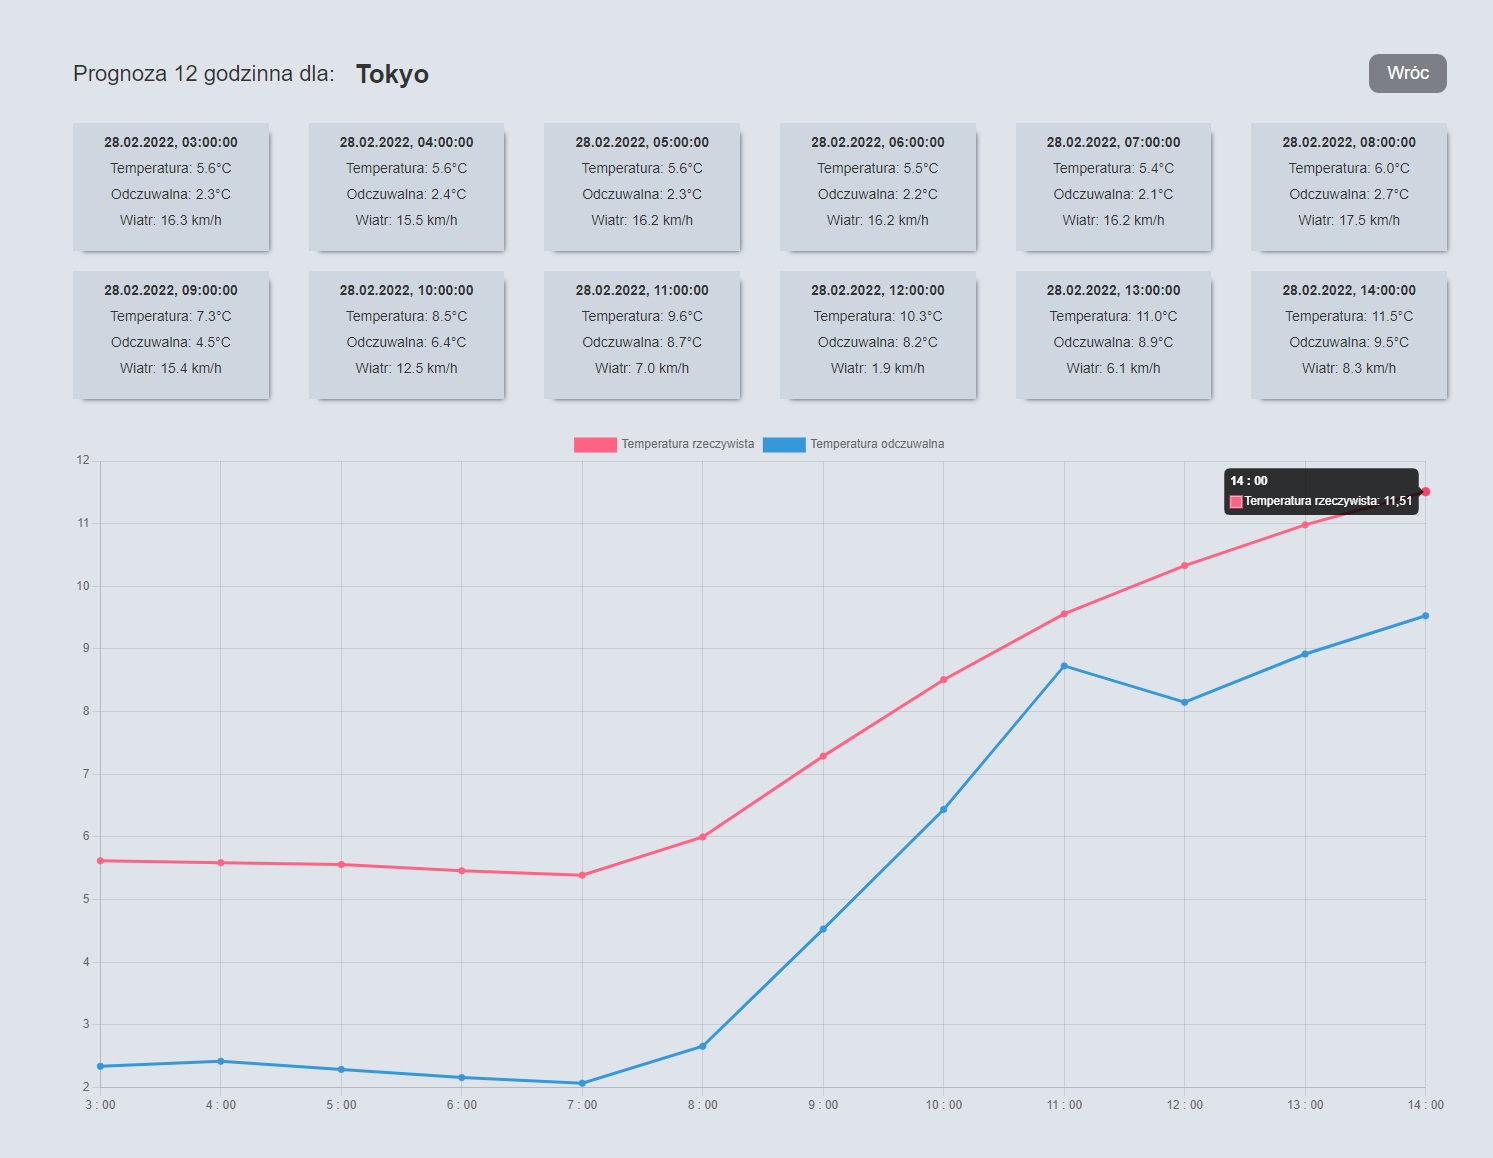 Prognoza 12 godzinna dla: Tokyo
Wróc
28.02.2022, 03:00:00
Temperatura: 5.6°C
Odczuwalna: 2.3°C
Wiatr: 16.3 km/h
28.02.2022, 04:00:00
Temperatura: 5.6°C
Odczuwalna: 2.4°C
Wiatr: 15.5 km/h
28.02.2022, 05:00:00
Temperatura: 5.6°C
Odczuwalna: 2.3°C
Wiatr: 16.2 km/h
28.02.2022, 06:00:00
Temperatura: 5.5°C
Odczuwalna: 2.2°C
Wiatr: 16.2 km/h
28.02.2022, 07:00:00
Temperatura: 5.4°C
Odczuwalna: 2.1°C
Wiatr: 16.2 km/h
28.02.2022, 08:00:00
Temperatura: 6.0°C
Odczuwalna: 2.7°C
Wiatr: 17.5 km/h
28.02.2022, 09:00:00
Temperatura: 7.3°C
Odczuwalna: 4.5°C
Wiatr: 15.4 km/h
28.02.2022, 10:00:00
Temperatura: 8.5°C
Odczuwalna: 6.4°C
Wiatr: 12.5 km/h
28.02.2022, 11:00:00
Temperatura: 9.6°C
Odczuwalna: 8.7°C
Wiatr: 7.0 km/h
28.02.2022, 12:00:00
Temperatura: 10.3°C
Odczuwalna: 8.2°C
Wiatr: 1.9 km/h
28.02.2022, 13:00:00
Temperatura: 11.0°C
Odczuwalna: 8.9°C
Wiatr: 6.1 km/h
28.02.2022, 14:00:00
Temperatura: 11.5°C
Odczuwalna: 9.5°C
Wiatr: 8.3 km/h
Temperatura rzeczywista
Temperatura odczuwalna
14 : 00
Temperatura rzeczywista: 11,51
12
11
10
9
8
7
6
5
4
3
2
3 : 00
4 : 00
5 : 00
6 : 00
7 : 00
8 : 00
9 : 00
10 : 00
11 : 00
12 : 00
13 : 00
14 : 00